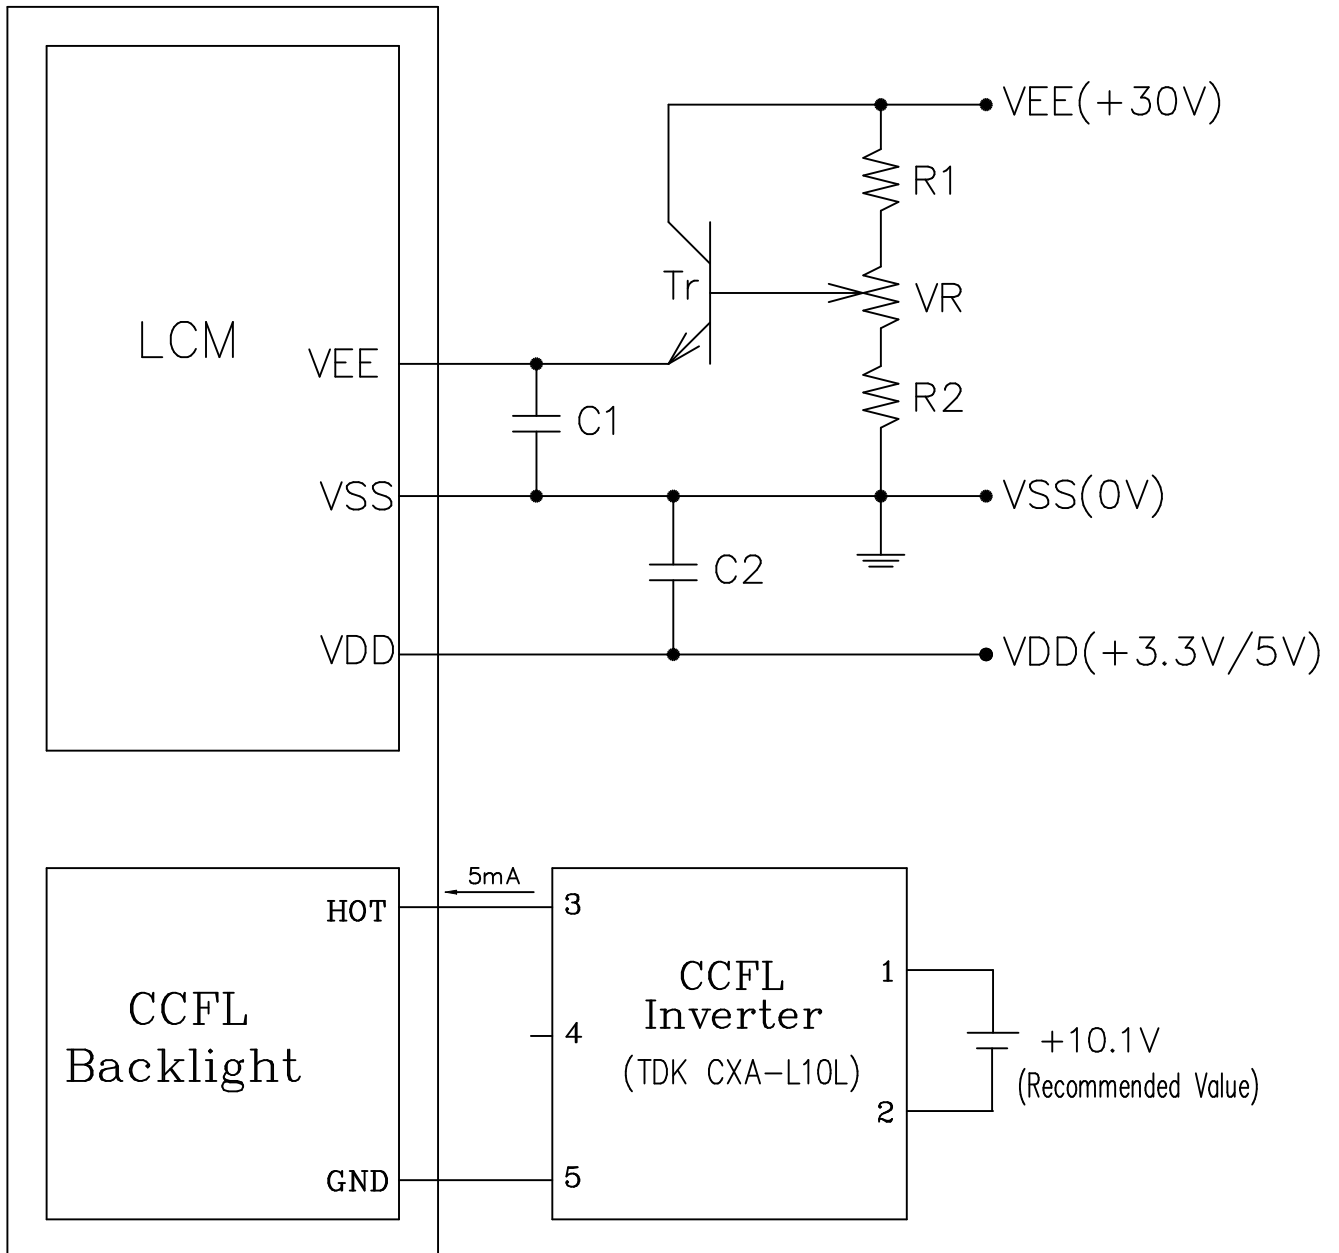 VEE(+30V)
R1
Tr
VR
LCM
VEE
R2
C1
VSS
VSS(0V)
C2
VDD
VDD(+3.3V/5V)
5mA
HOT
3
CCFL
Inverter
(TDK CXA-L10L)
1
CCFL
Backlight
4
+10.1V
(Recommended Value)
2
GND
5